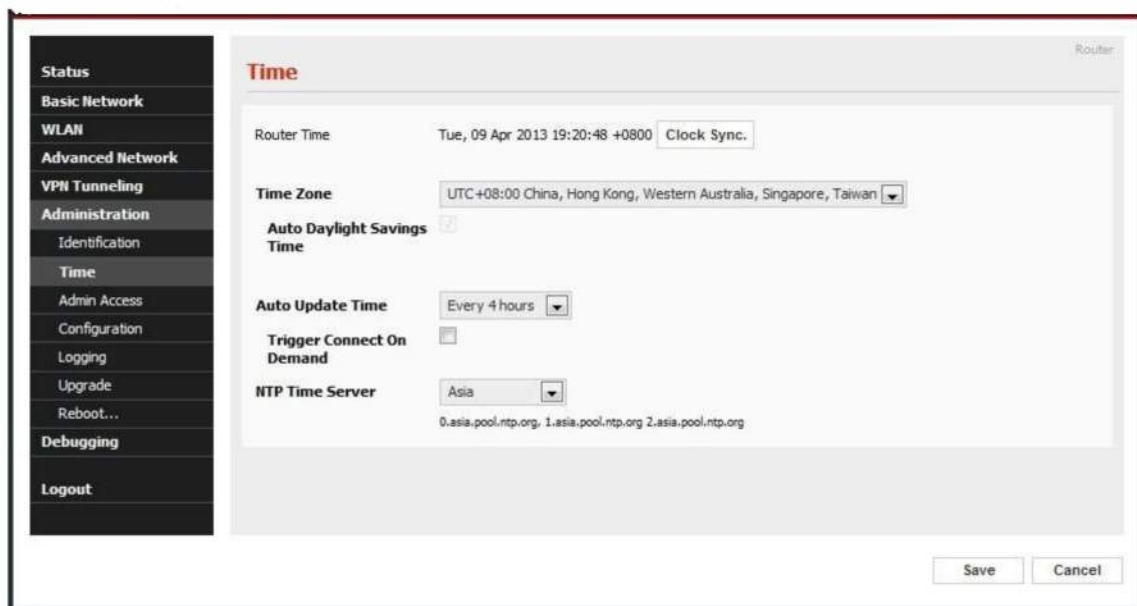 Status
Basic Network
WLAN
Advanced Network
VPN Tunneling
Administration
Identification
Time
Admin Access
Configuration
Logging
Upgrade
Reboot...
Debugging
Logout
Router
Time
Router Time Tue, 09 Apr 2013 19:20:48 +0800 Clock Sync.
Time Zone UTC+08:00 China, Hong Kong, Western Australia, Singapore, Taiwan
Auto Daylight Savings
Time
Auto Update Time Every 4 hours
Trigger Connect On
Demand
NTP Time Server Asia
0.asia.pool.ntp.org, 1.asia.pool.ntp.org 2.asia.pool.ntp.org
Save Cancel